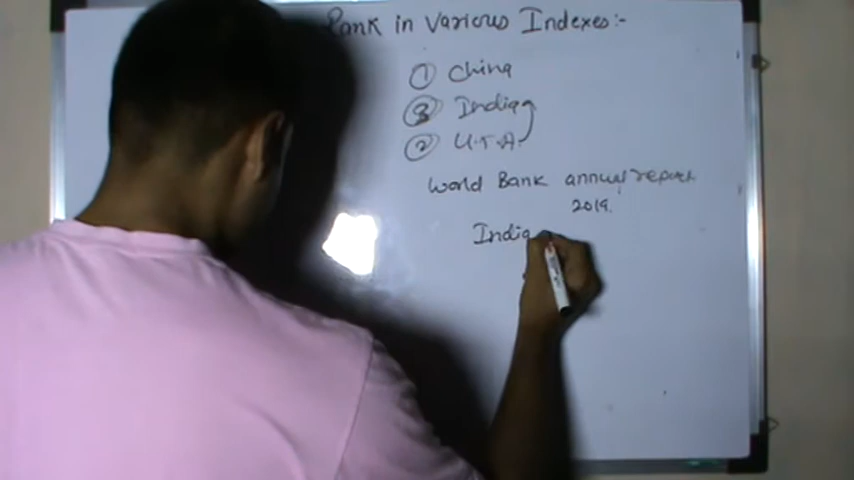 Rank in Various Indexes:-
① China
③ India
② U.S.A.
World Bank annual report
2019.
India